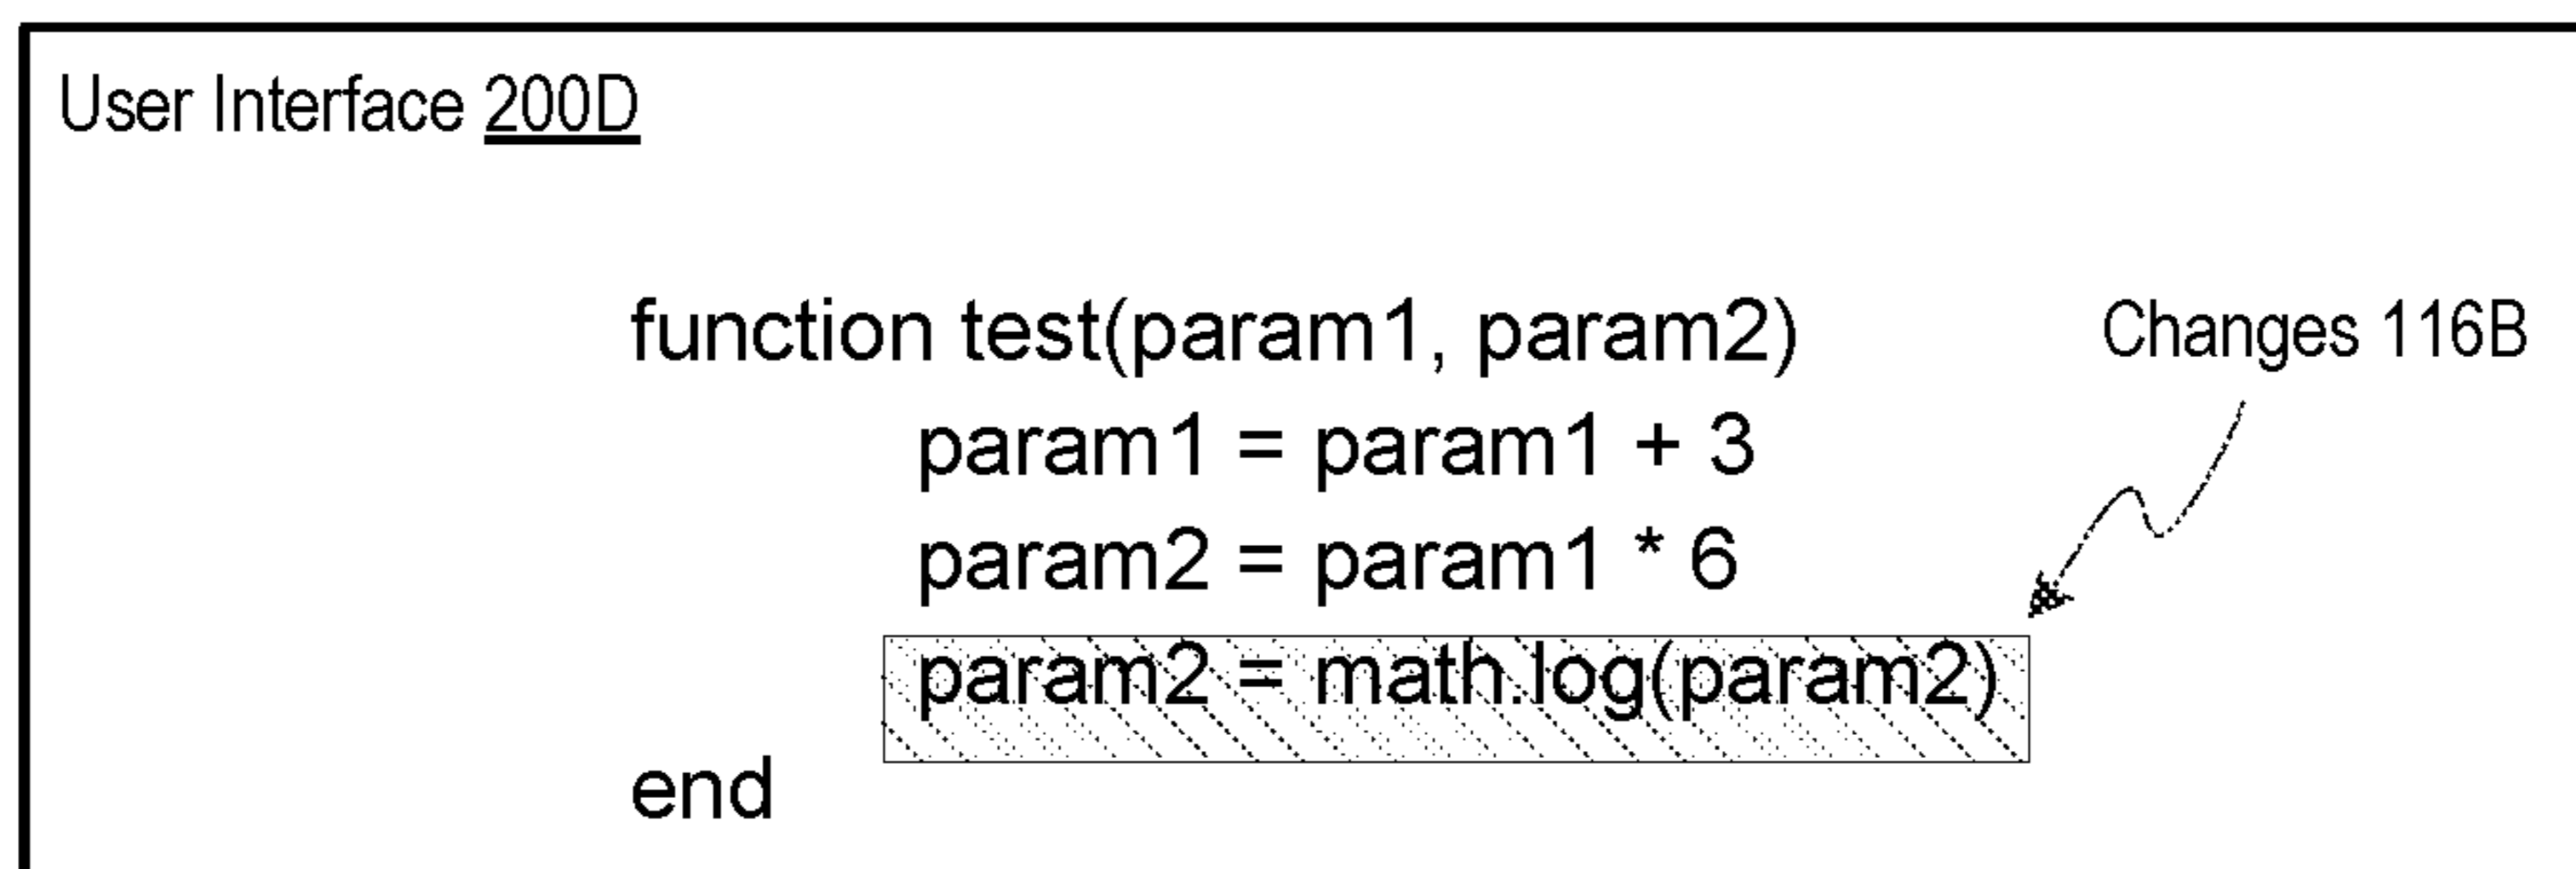 User Interface 200D
function test(param1, param2)
Changes 116B
param1 = param1 + 3
param2 = param1 * 6
param2 = math.log(param2)
end